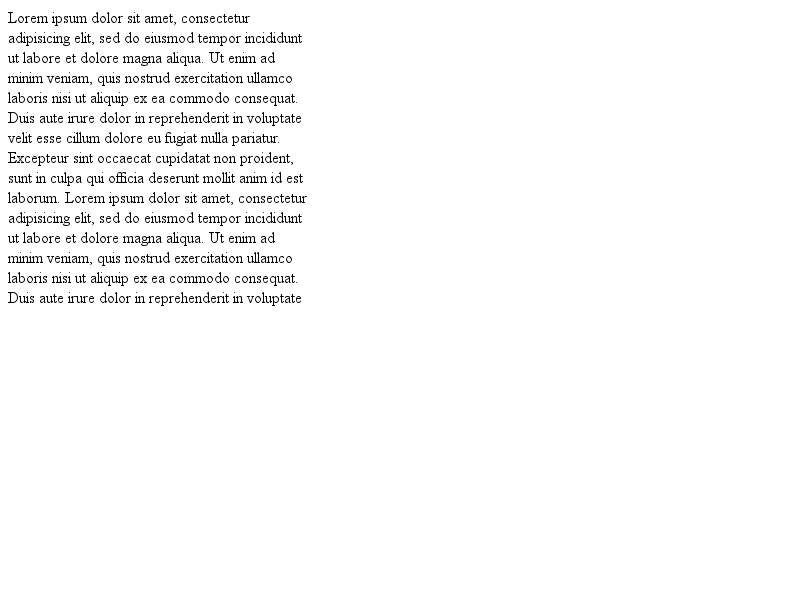 Lorem ipsum dolor sit amet, consectetur
adipisicing elit, sed do eiusmod tempor incididunt
ut labore et dolore magna aliqua. Ut enim ad
minim veniam, quis nostrud exercitation ullamco
laboris nisi ut aliquip ex ea commodo consequat.
Duis aute irure dolor in reprehenderit in voluptate
velit esse cillum dolore eu fugiat nulla pariatur.
Excepteur sint occaecat cupidatat non proident,
sunt in culpa qui officia deserunt mollit anim id est
laborum. Lorem ipsum dolor sit amet, consectetur
adipisicing elit, sed do eiusmod tempor incididunt
ut labore et dolore magna aliqua. Ut enim ad
minim veniam, quis nostrud exercitation ullamco
laboris nisi ut aliquip ex ea commodo consequat.
Duis aute irure dolor in reprehenderit in voluptate